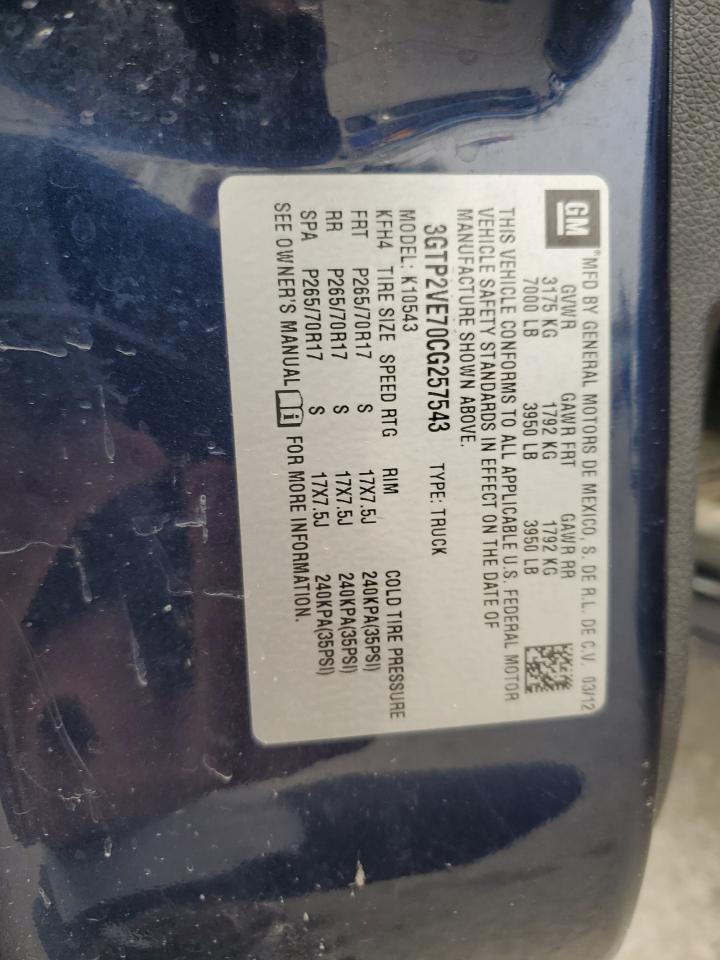 GM
®MFD BY GENERAL MOTORS DE MEXICO, S. DE R.L. DE C.V. 03/12
GVWR GAWR FRT GAWR RR
3175 KG 1792 KG 1792 KG
7000 LB 3950 LB 3950 LB
THIS VEHICLE CONFORMS TO ALL APPLICABLE U.S. FEDERAL MOTOR
VEHICLE SAFETY STANDARDS IN EFFECT ON THE DATE OF
MANUFACTURE SHOWN ABOVE.
3GTP2VE70CG257543 TYPE: TRUCK
MODEL: K10543
KFH4 TIRE SIZE SPEED RTG RIM COLD TIRE PRESSURE
FRT P265/70R17 S 17X7.5J 240KPA(35PSI)
RR P265/70R17 S 17X7.5J 240KPA(35PSI)
SPA P265/70R17 S 17X7.5J 240KPA(35PSI)
SEE OWNER'S MANUAL i FOR MORE INFORMATION.